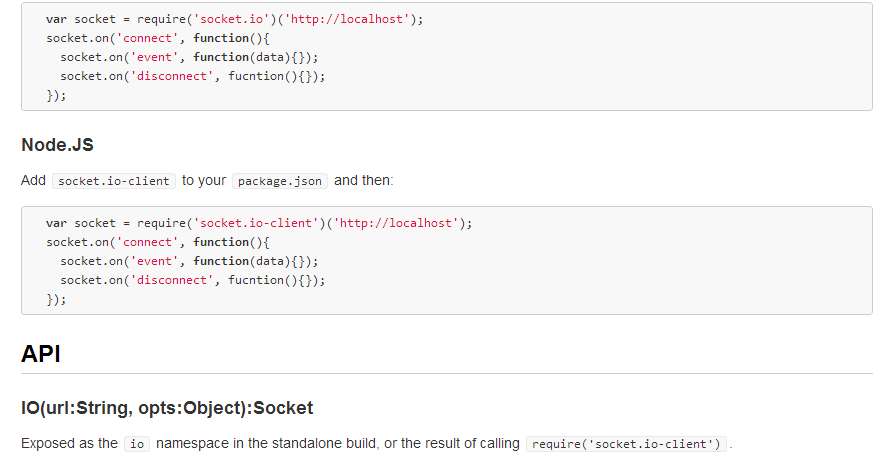 var socket = require('socket.io')('http://localhost');
socket.on('connect', function(){
  socket.on('event', function(data){});
  socket.on('disconnect', fucntion(){});
});
Node.JS
Add socket.io-client to your package.json and then:
var socket = require('socket.io-client')('http://localhost');
socket.on('connect', function(){
  socket.on('event', function(data){});
  socket.on('disconnect', fucntion(){});
});
API
IO(url:String, opts:Object):Socket
Exposed as the io namespace in the standalone build, or the result of calling require('socket.io-client') .